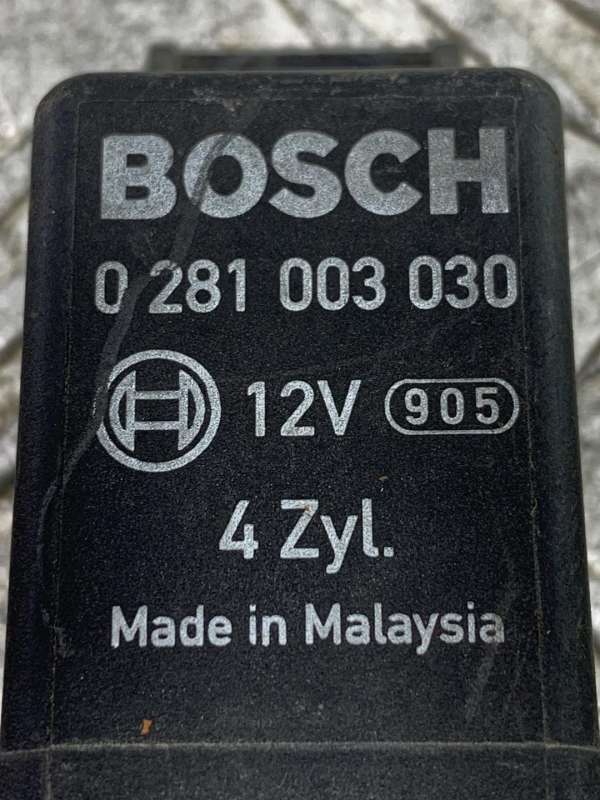 BOSCH
0 281 003 030
12V 905
4 Zyl.
Made in Malaysia